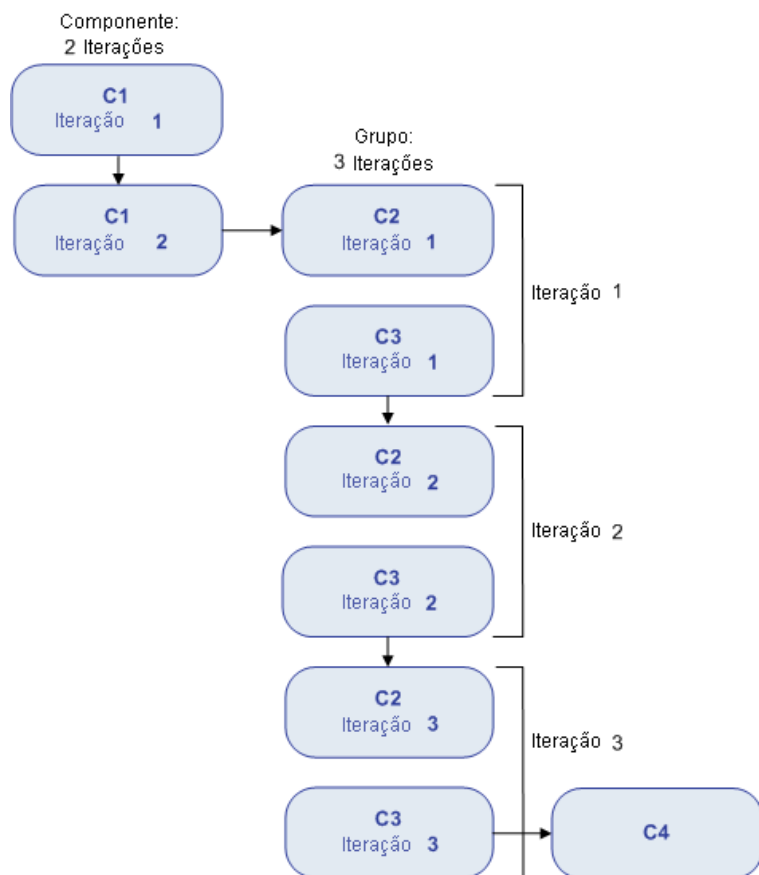 Componente:
2 Iterações
C1
Iteração 1
Grupo:
3 Iterações
C1
Iteração 2
C2
Iteração 1
Iteração 1
C3
Iteração 1
C2
Iteração 2
Iteração 2
C3
Iteração 2
C2
Iteração 3
Iteração 3
C3
Iteração 3
C4